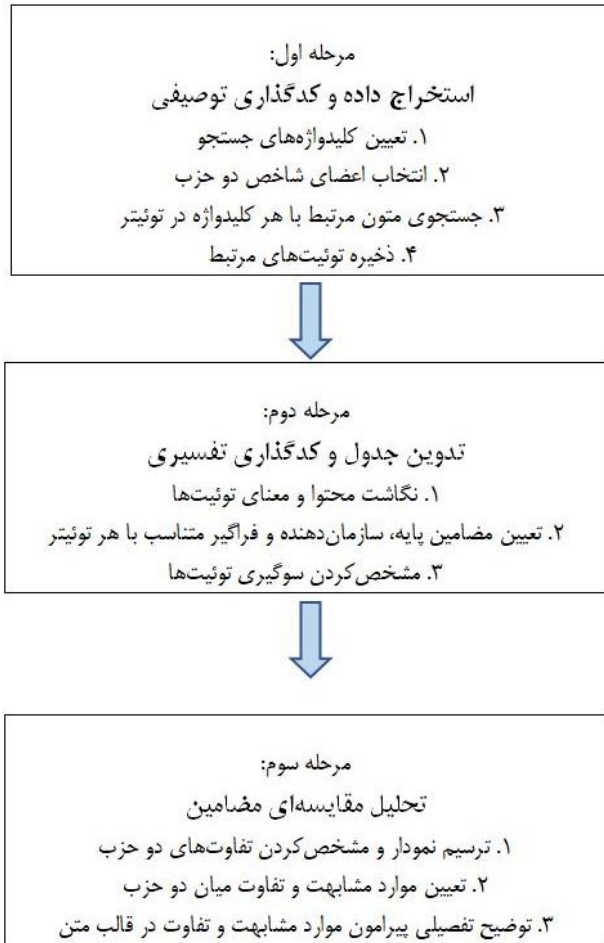 مرحله اول:
استخراج داده و کدگذاری توصیفی
۱. تعیین کلیدواژه‌های جستجو
۲. انتخاب اعضای شاخص دو حزب
۳. جستجوی متون مرتبط با هر کلیدواژه در توئیتر
۴. ذخیره توئیت‌های مرتبط
مرحله دوم:
تدوین جدول و کدگذاری تفسیری
۱. نگاشت محتوا و معنای توئیت‌ها
۲. تعیین مضامین پایه، سازمان‌دهنده و فراگیر متناسب با هر توئیتر
۳. مشخص‌کردن سوگیری توئیت‌ها
مرحله سوم:
تحلیل مقایسه‌ای مضامین
۱. ترسیم نمودار و مشخص‌کردن تفاوت‌های دو حزب
۲. تعیین موارد مشابهت و تفاوت میان دو حزب
۳. توضیح تفصیلی پیرامون موارد مشابهت و تفاوت در قالب متن